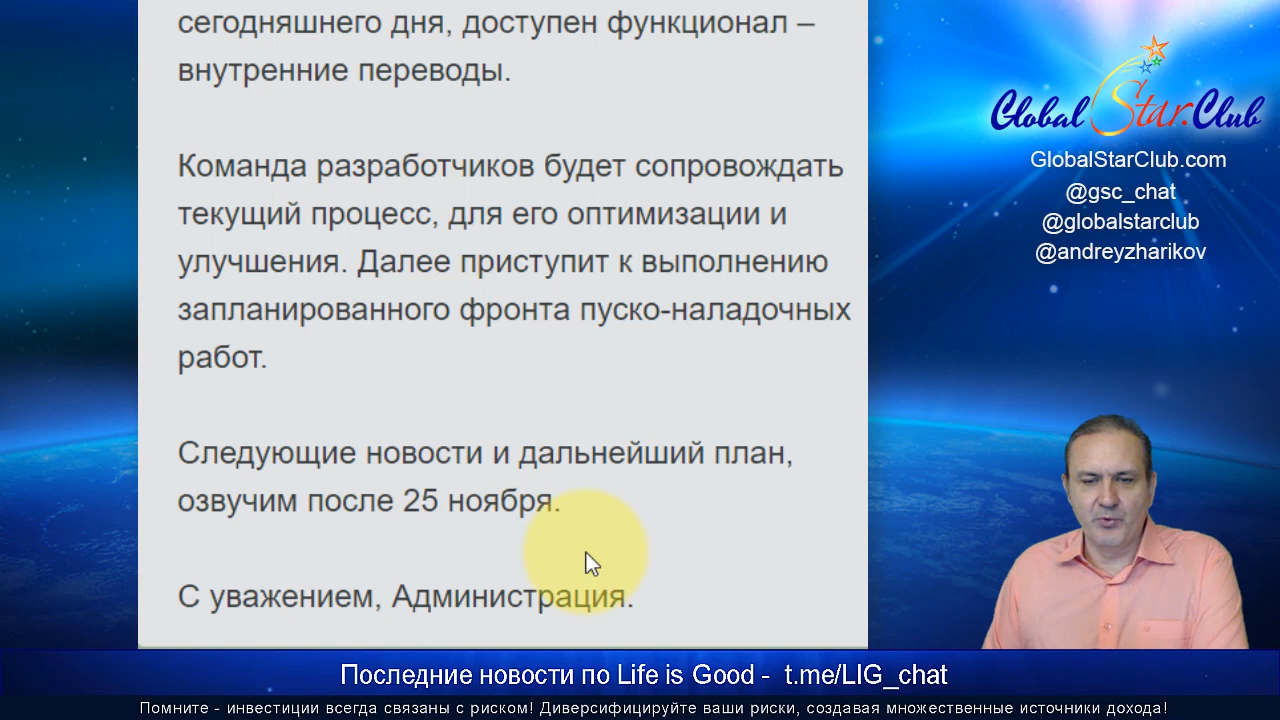 сегодняшнего дня, доступен функционал –
внутренние переводы.
Команда разработчиков будет сопровождать
текущий процесс, для его оптимизации и
улучшения. Далее приступит к выполнению
запланированного фронта пуско-наладочных
работ.
Следующие новости и дальнейший план,
озвучим после 25 ноября.
С уважением, Администрация.
Global Star.Club
GlobalStarClub.com
@gsc_chat
@globalstarclub
@andreyzharikov
Последние новости по Life is Good - t.me/LIG_chat
Помните - инвестиции всегда связаны с риском! Диверсифицируйте ваши риски, создавая множественные источники дохода!